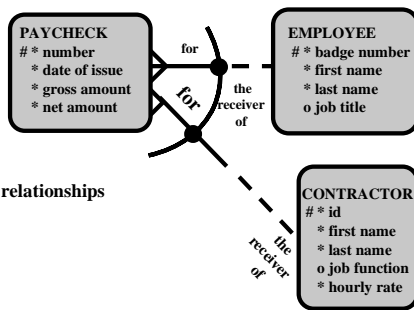 PAYCHECK
# * number
* date of issue
* gross amount
* net amount
for
the
receiver
of
EMPLOYEE
# * badge number
* first name
* last name
o job title
for
relationships
the
receiver
of
CONTRACTOR
# * id
* first name
* last name
o job function
* hourly rate